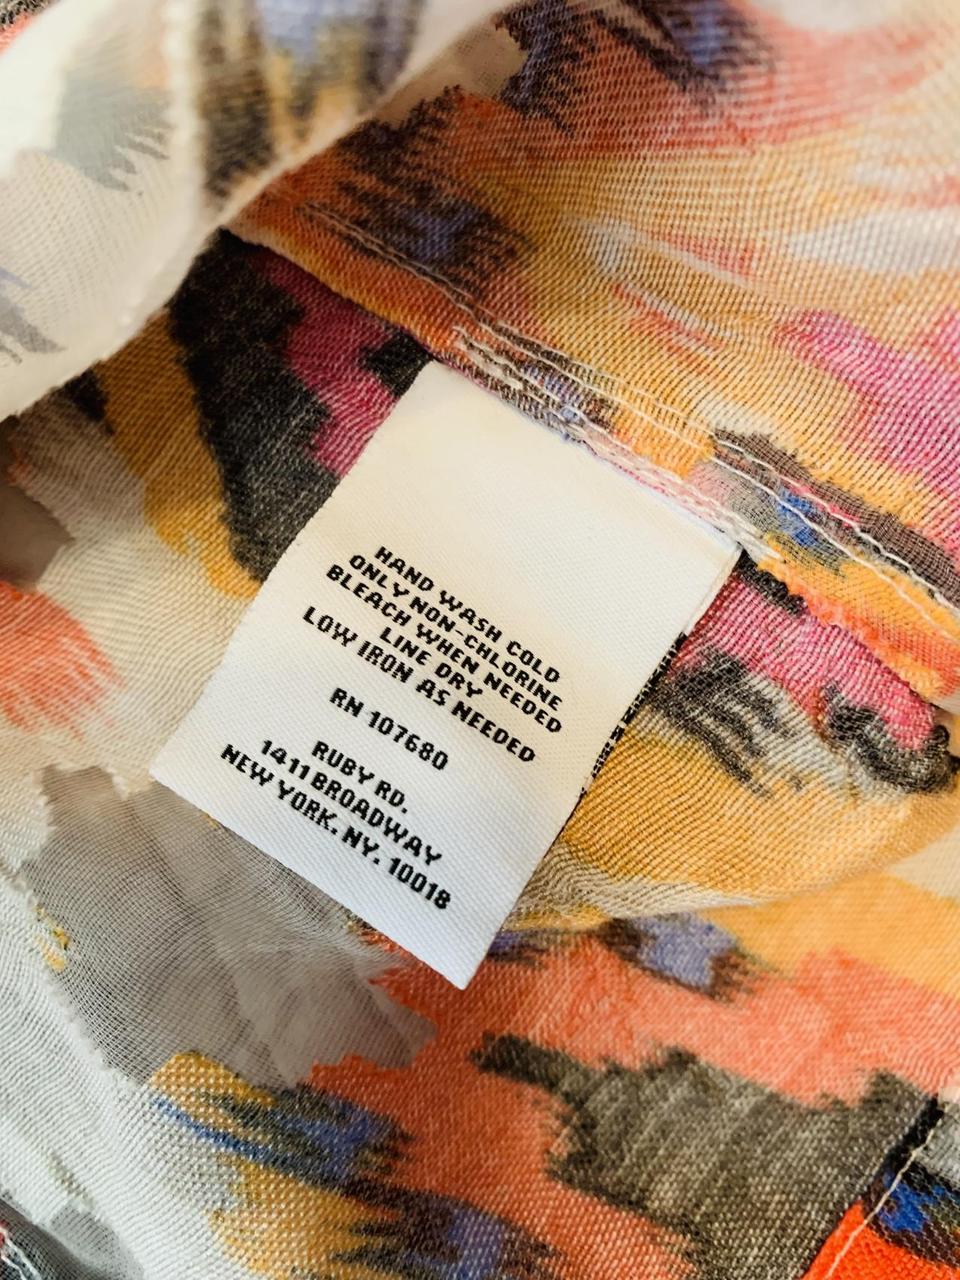 HAND WASH COLD
ONLY NON-CHLORINE
BLEACH WHEN NEEDED
LINE DRY
LOW IRON AS NEEDED
RN 107680
RUBY RD.
1411 BROADWAY
NEW YORK, NY. 10018